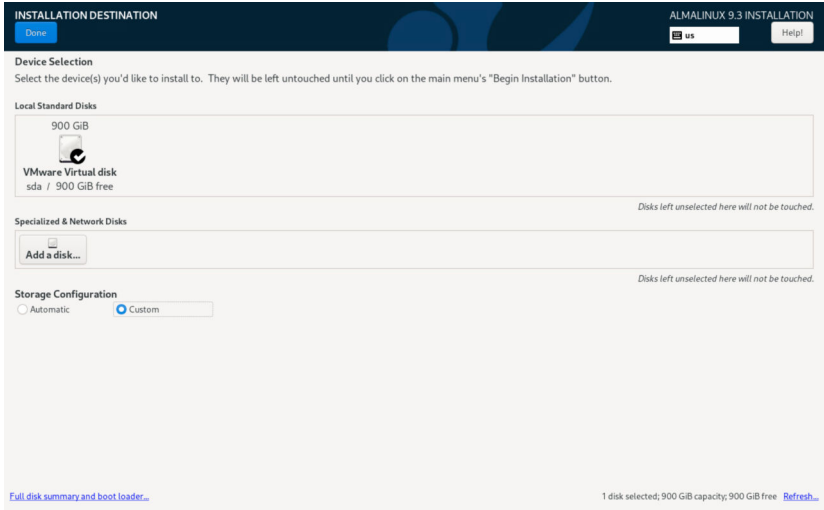 INSTALLATION DESTINATION
ALMALINUX 9.3 INSTALLATION
Done
us
Help!
Device Selection
Select the device(s) you'd like to install to. They will be left untouched until you click on the main menu's "Begin Installation" button.
Local Standard Disks
900 GiB
VMware Virtual disk
sda / 900 GiB free
Disks left unselected here will not be touched.
Specialized & Network Disks
Add a disk...
Disks left unselected here will not be touched.
Storage Configuration
Automatic
Custom
Full disk summary and boot loader...
1 disk selected; 900 GiB capacity; 900 GiB free Refresh...